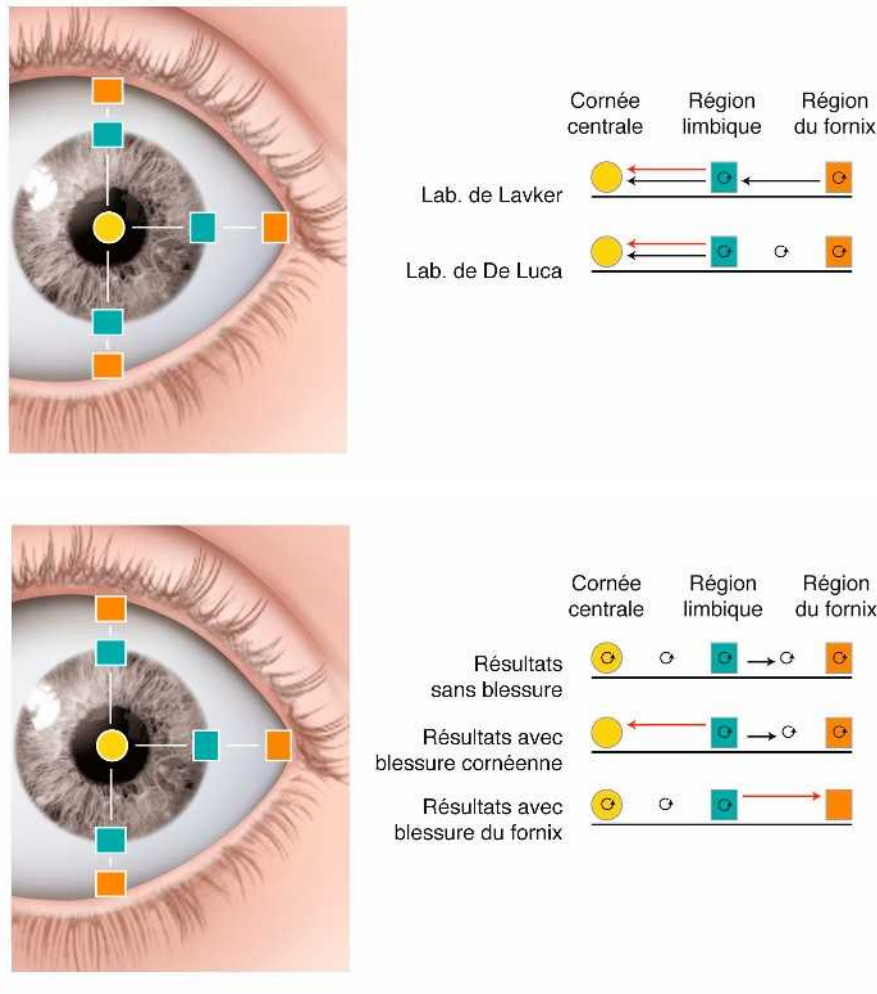 Cornée centrale
Région limbique
Région du fornix
Lab. de Lavker
Lab. de De Luca
Cornée centrale
Région limbique
Région du fornix
Résultats
sans blessure
Résultats avec
blessure cornéenne
Résultats avec
blessure du fornix